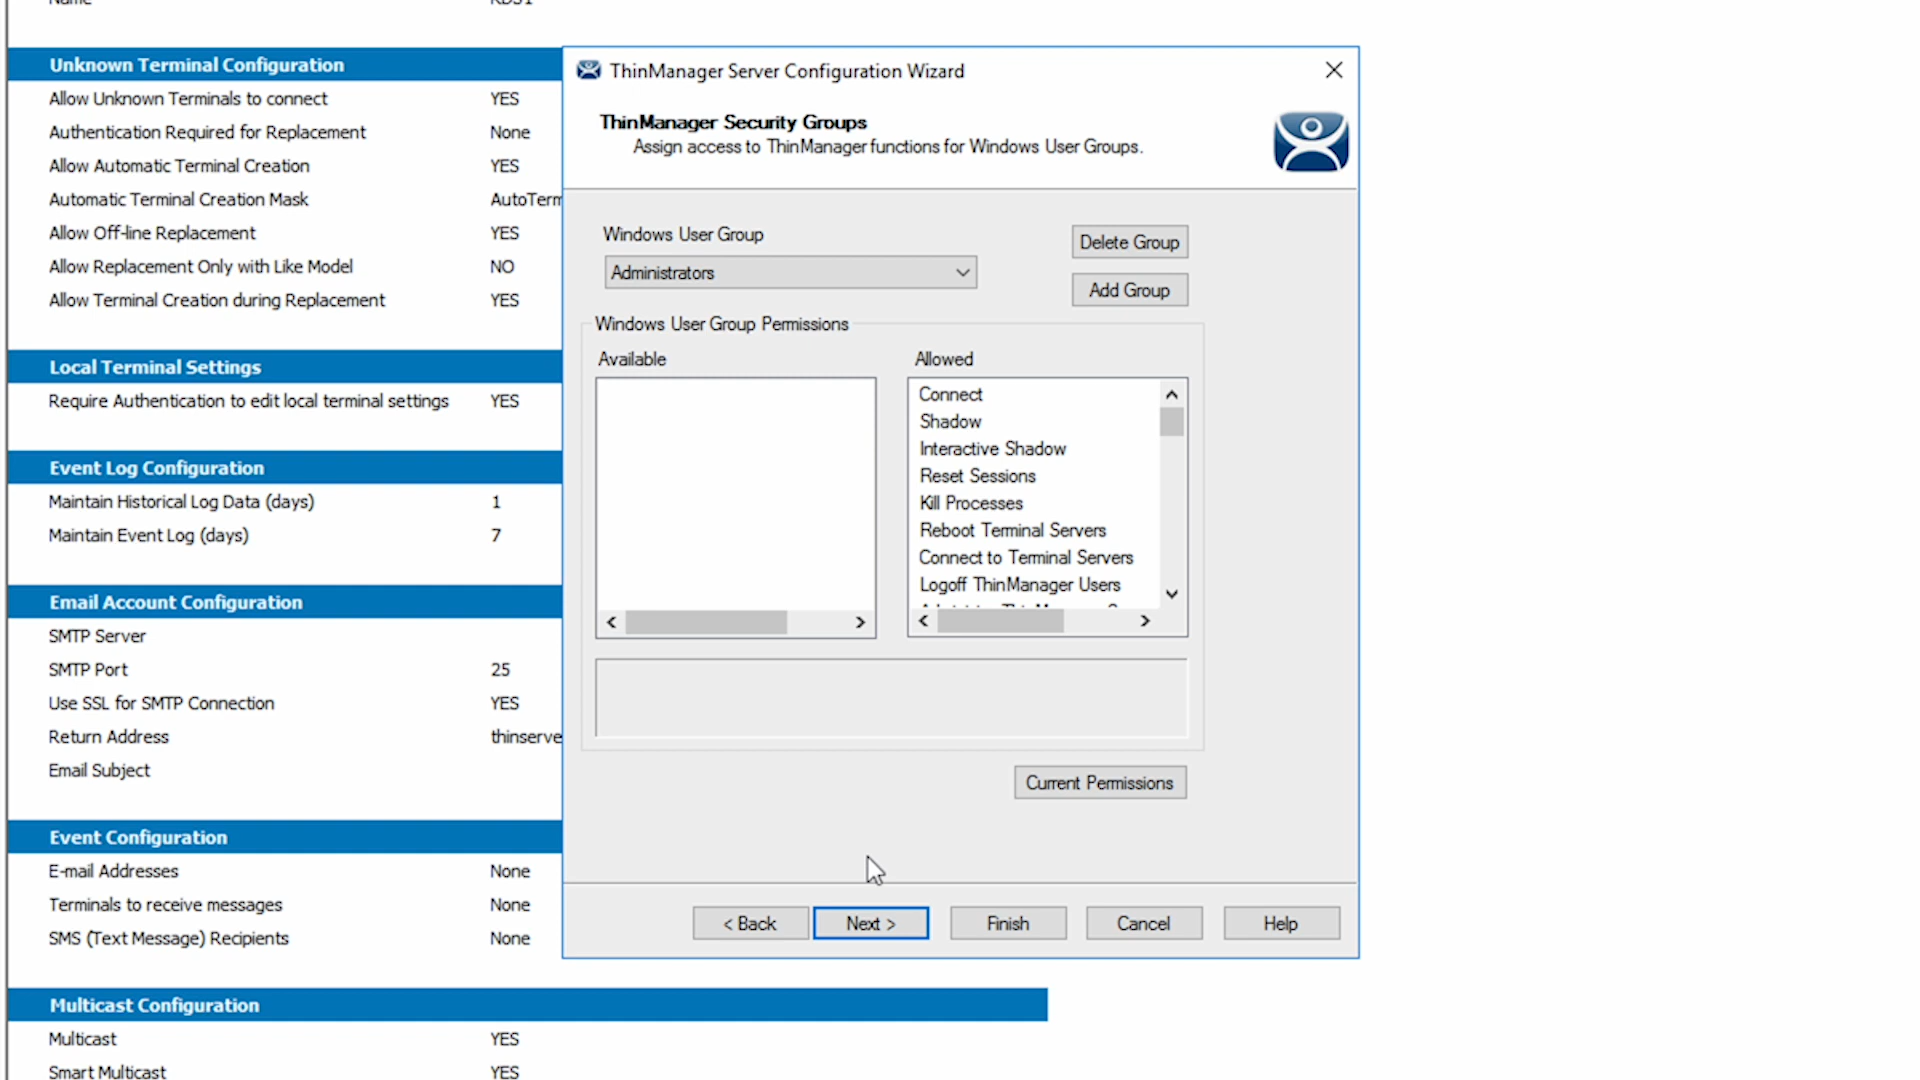 Name RDS1
Unknown Terminal Configuration
Allow Unknown Terminals to connect YES
Authentication Required for Replacement None
Allow Automatic Terminal Creation YES
Automatic Terminal Creation Mask AutoTerm
Allow Off-line Replacement YES
Allow Replacement Only with Like Model NO
Allow Terminal Creation during Replacement YES
Local Terminal Settings
Require Authentication to edit local terminal settings YES
Event Log Configuration
Maintain Historical Log Data (days) 1
Maintain Event Log (days) 7
Email Account Configuration
SMTP Server
SMTP Port 25
Use SSL for SMTP Connection YES
Return Address thinserve
Email Subject
Event Configuration
E-mail Addresses None
Terminals to receive messages None
SMS (Text Message) Recipients None
Multicast Configuration
Multicast YES
Smart Multicast YES
ThinManager Server Configuration Wizard
ThinManager Security Groups
Assign access to ThinManager functions for Windows User Groups.
Windows User Group
Administrators
Delete Group
Add Group
Windows User Group Permissions
Available
Allowed
Connect
Shadow
Interactive Shadow
Reset Sessions
Kill Processes
Reboot Terminal Servers
Connect to Terminal Servers
Logoff ThinManager Users
Current Permissions
< Back Next > Finish Cancel Help